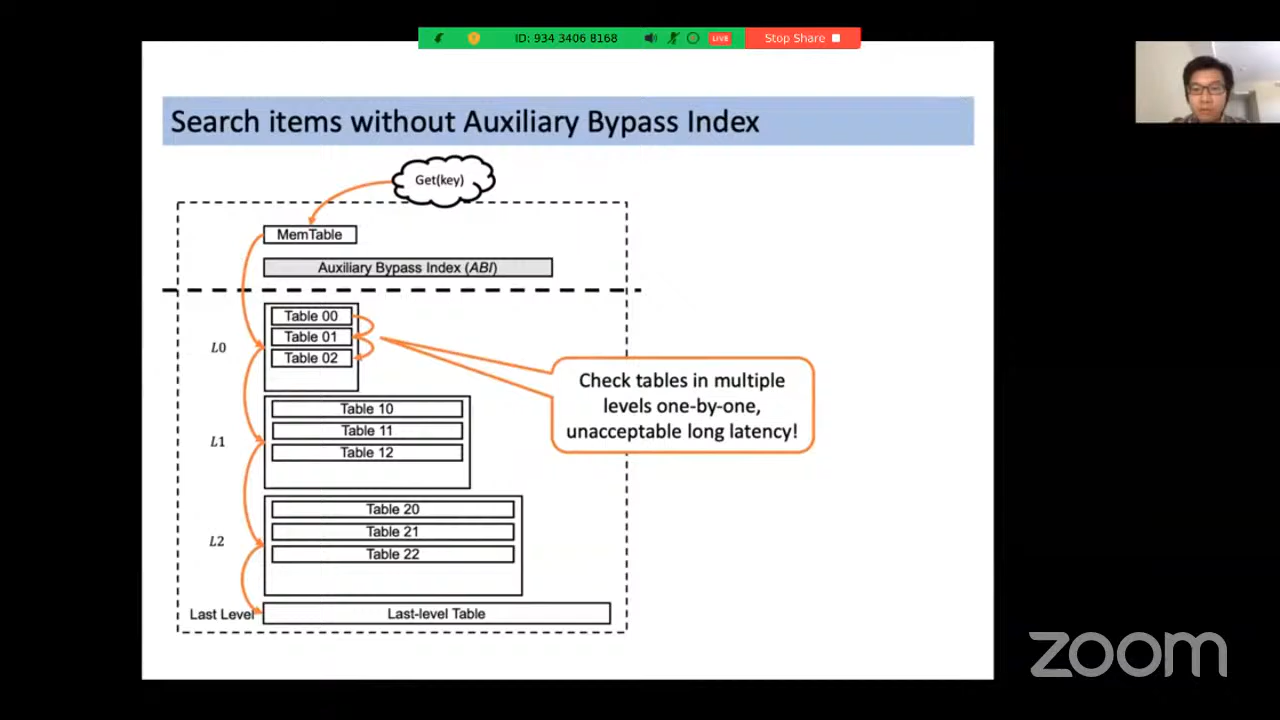 ID: 934 3406 8168
LIVE
Stop Share
Search items without Auxiliary Bypass Index
Get(key)
MemTable
Auxiliary Bypass Index (ABI)
Table 00
Table 01
Table 02
L0
Check tables in multiple
levels one-by-one,
unacceptable long latency!
Table 10
Table 11
Table 12
L1
Table 20
Table 21
Table 22
L2
Last Level
Last-level Table
zoom